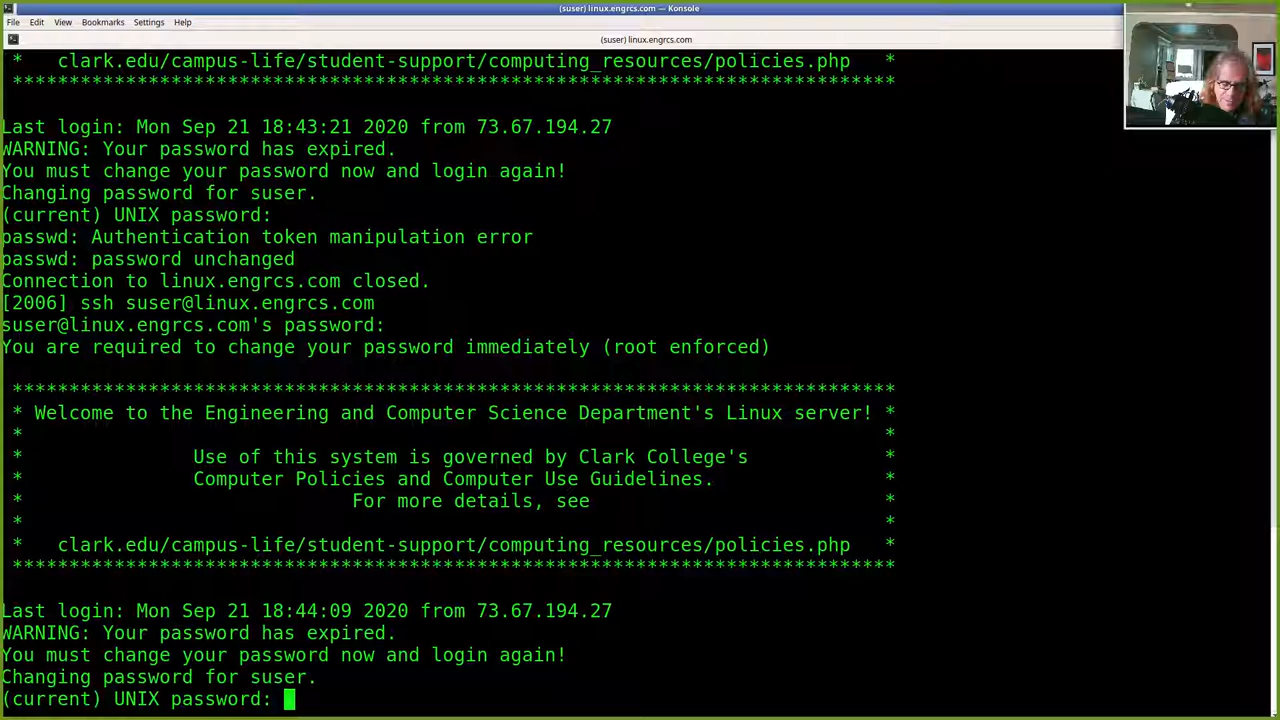 (suser) linux.engrcs.com — Konsole
File Edit View Bookmarks Settings Help
(suser) linux.engrcs.com
* clark.edu/campus-life/student-support/computing_resources/policies.php *
******************************************************************************
Last login: Mon Sep 21 18:43:21 2020 from 73.67.194.27
WARNING: Your password has expired.
You must change your password now and login again!
Changing password for suser.
(current) UNIX password:
passwd: Authentication token manipulation error
passwd: password unchanged
Connection to linux.engrcs.com closed.
[2006] ssh suser@linux.engrcs.com
suser@linux.engrcs.com's password:
You are required to change your password immediately (root enforced)
******************************************************************************
* Welcome to the Engineering and Computer Science Department's Linux server! *
* *
* Use of this system is governed by Clark College's *
* Computer Policies and Computer Use Guidelines. *
* For more details, see *
* *
* clark.edu/campus-life/student-support/computing_resources/policies.php *
******************************************************************************
Last login: Mon Sep 21 18:44:09 2020 from 73.67.194.27
WARNING: Your password has expired.
You must change your password now and login again!
Changing password for suser.
(current) UNIX password: